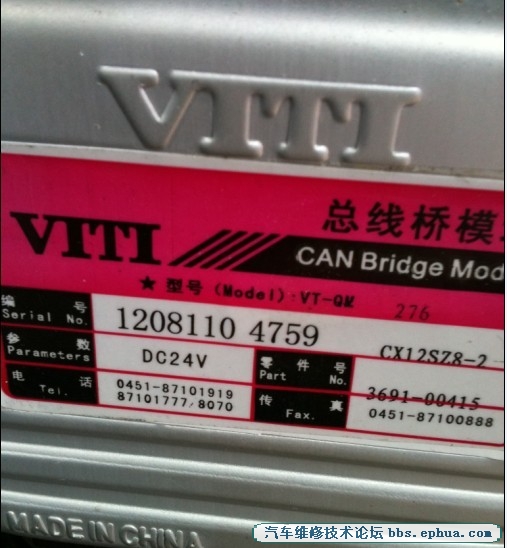 VITI
VITI
总线桥模
CAN Bridge Mod
★ 型号 (Model): VT-QM 276
编号 Serial No. 1208110 4759 CX12SZ8-2
参数 Parameters DC24V 零件号 Part No. 3691-00415
电话 Tel. 0451-87101919 87101777/8070 传真 Fax. 0451-87100888
MADE IN CHINA
汽车维修技术论坛 bbs.ephua.com